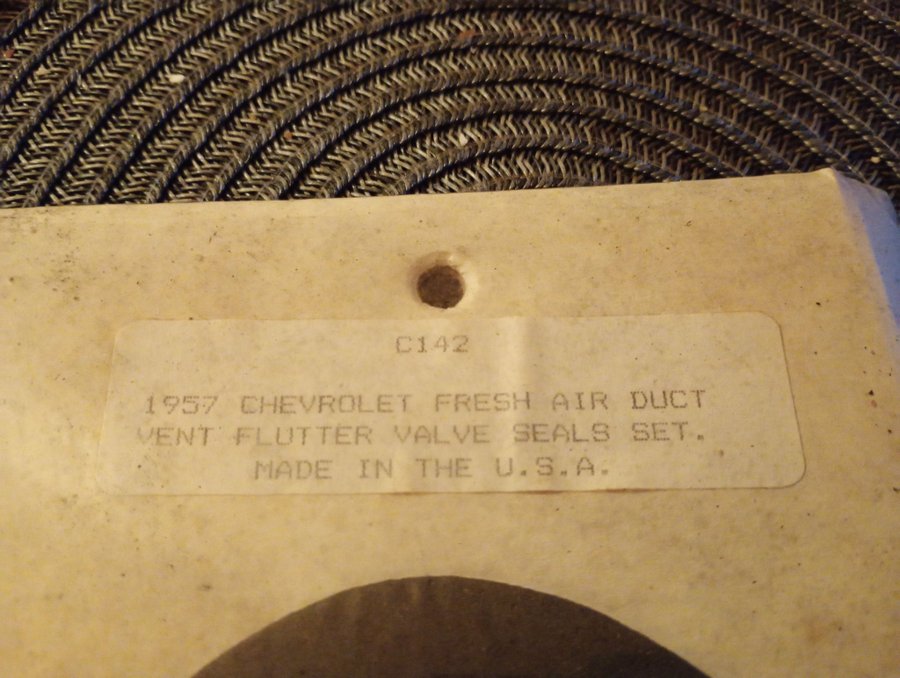 C142
1957 CHEVROLET FRESH AIR DUCT
VENT FLUTTER VALVE SEALS SET.
MADE IN THE U.S.A.